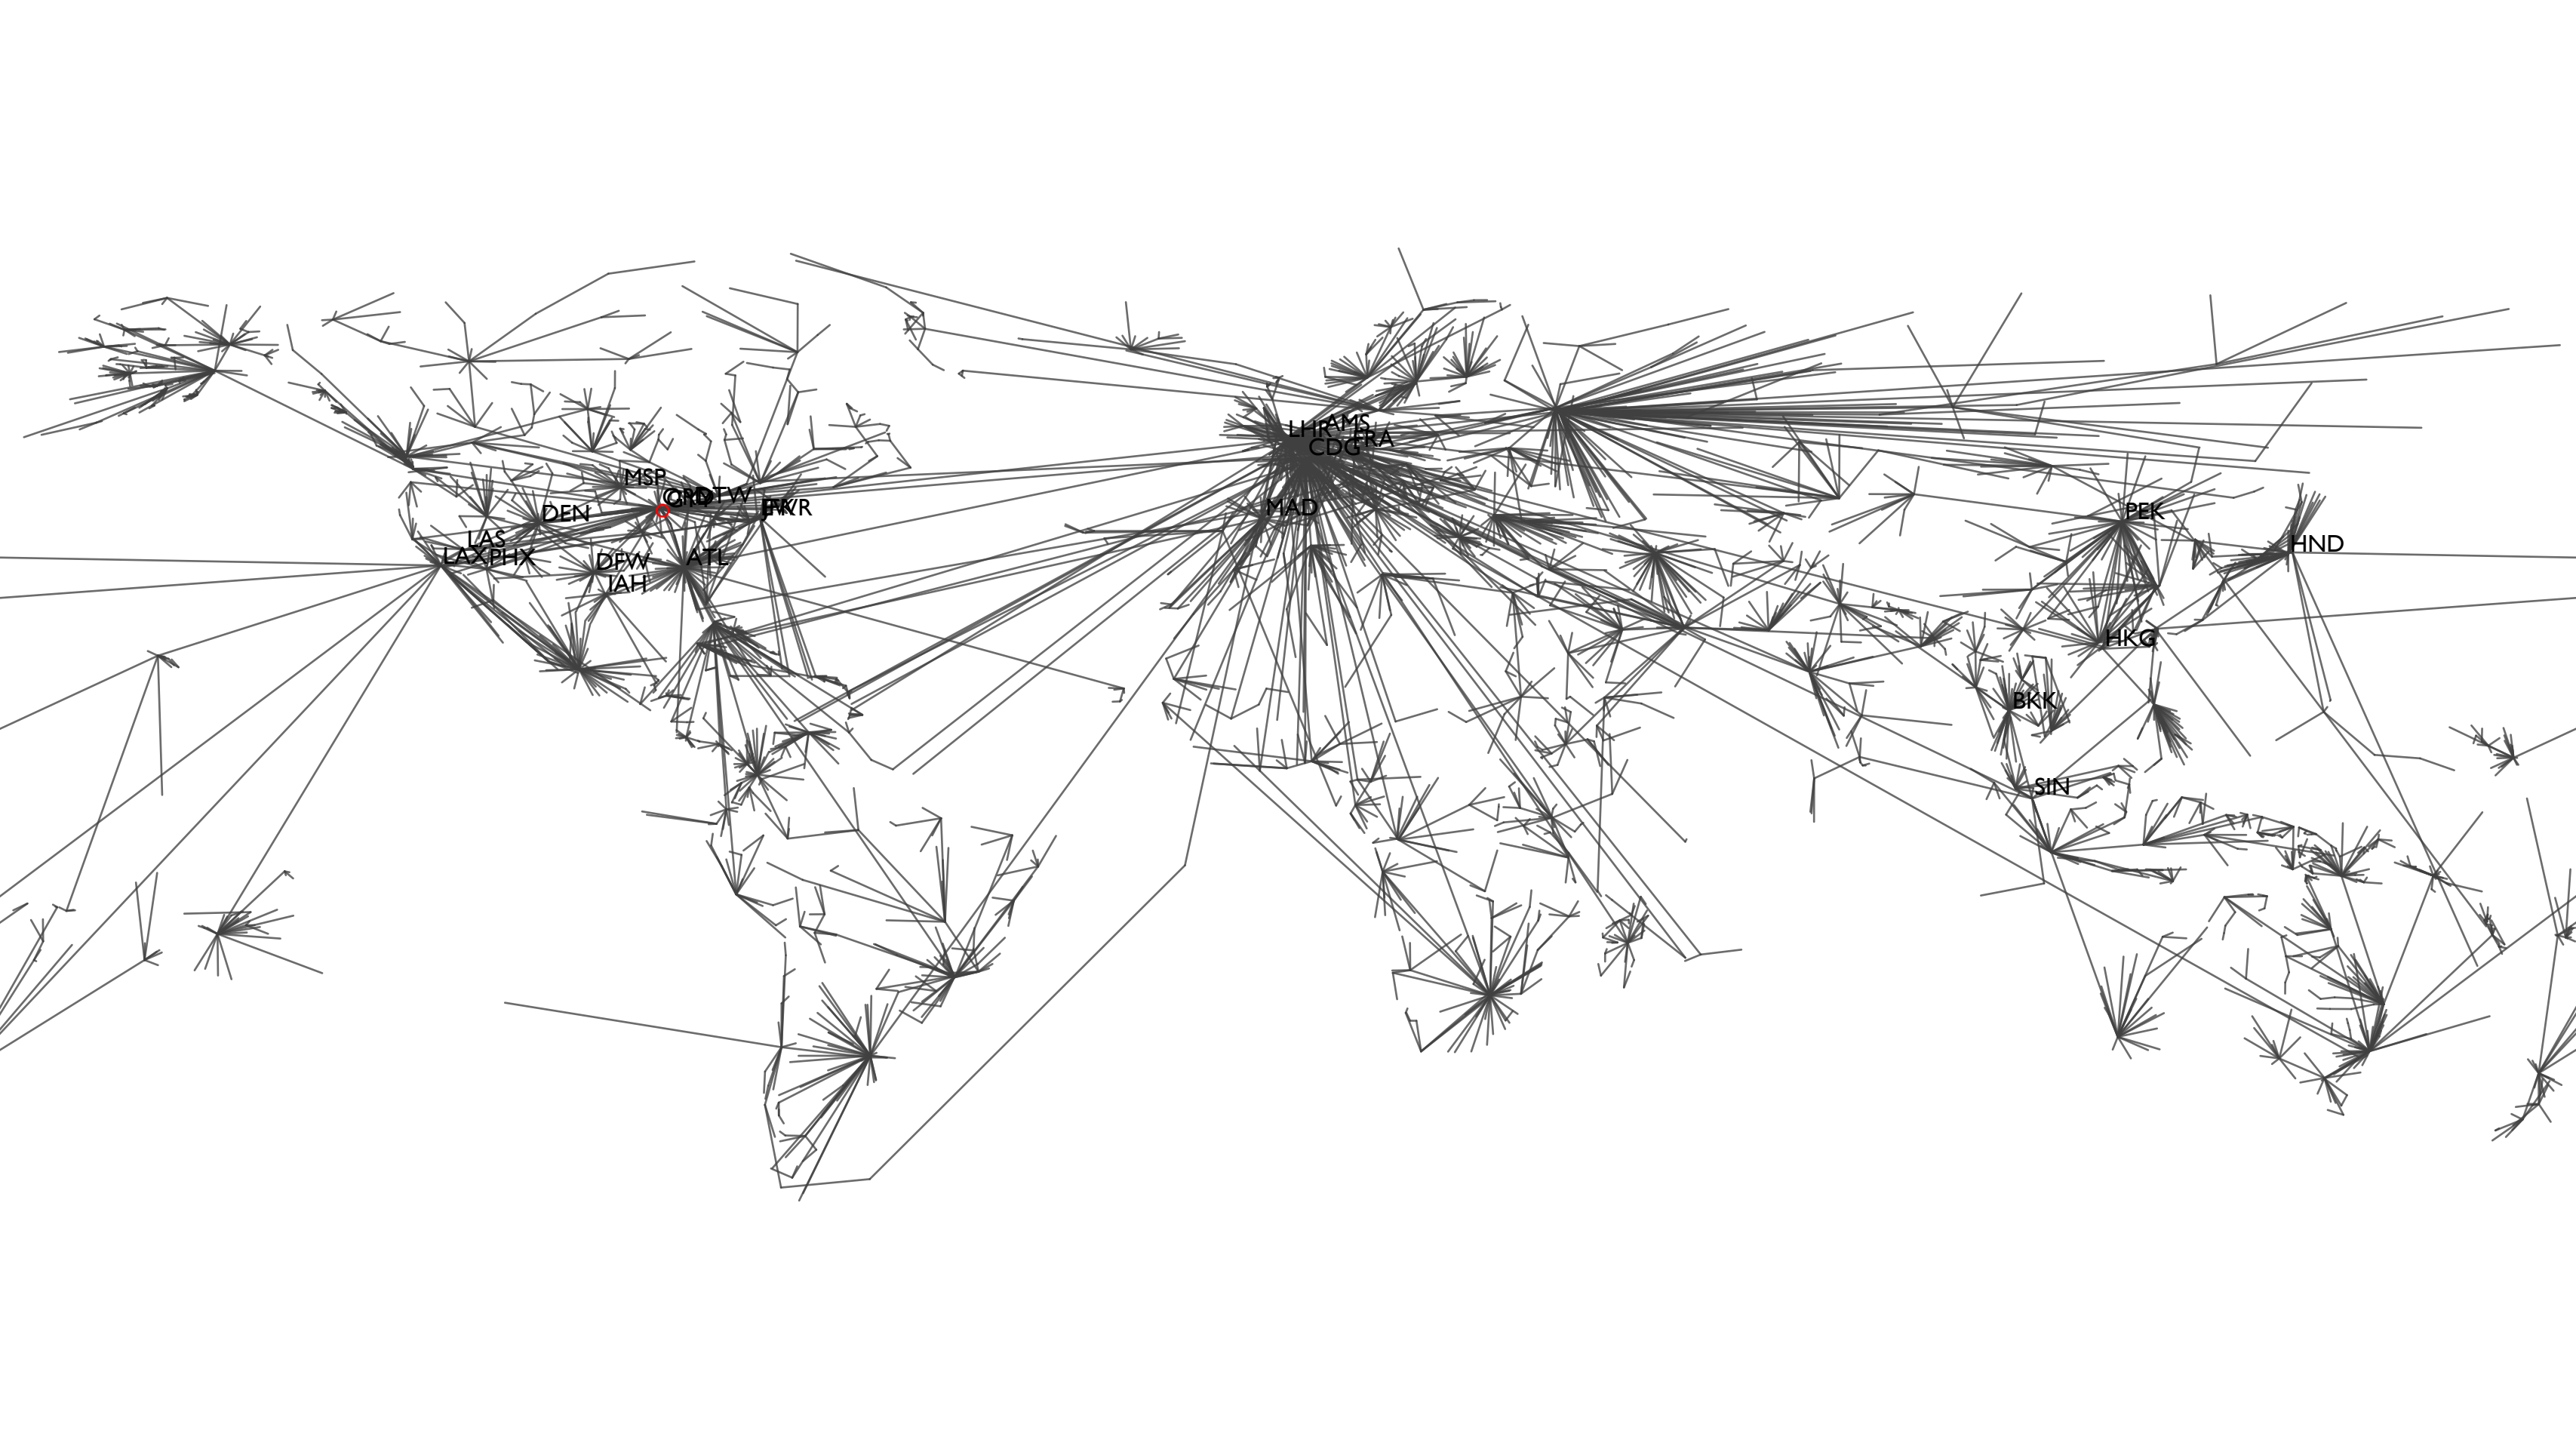 LHR
AMS
FRA
CDG
MSP
DTW
MAD
DEN
EWR
PEK
LAS
HND
LAX
PHX
DFW
ATL
IAH
HKG
BKK
SIN